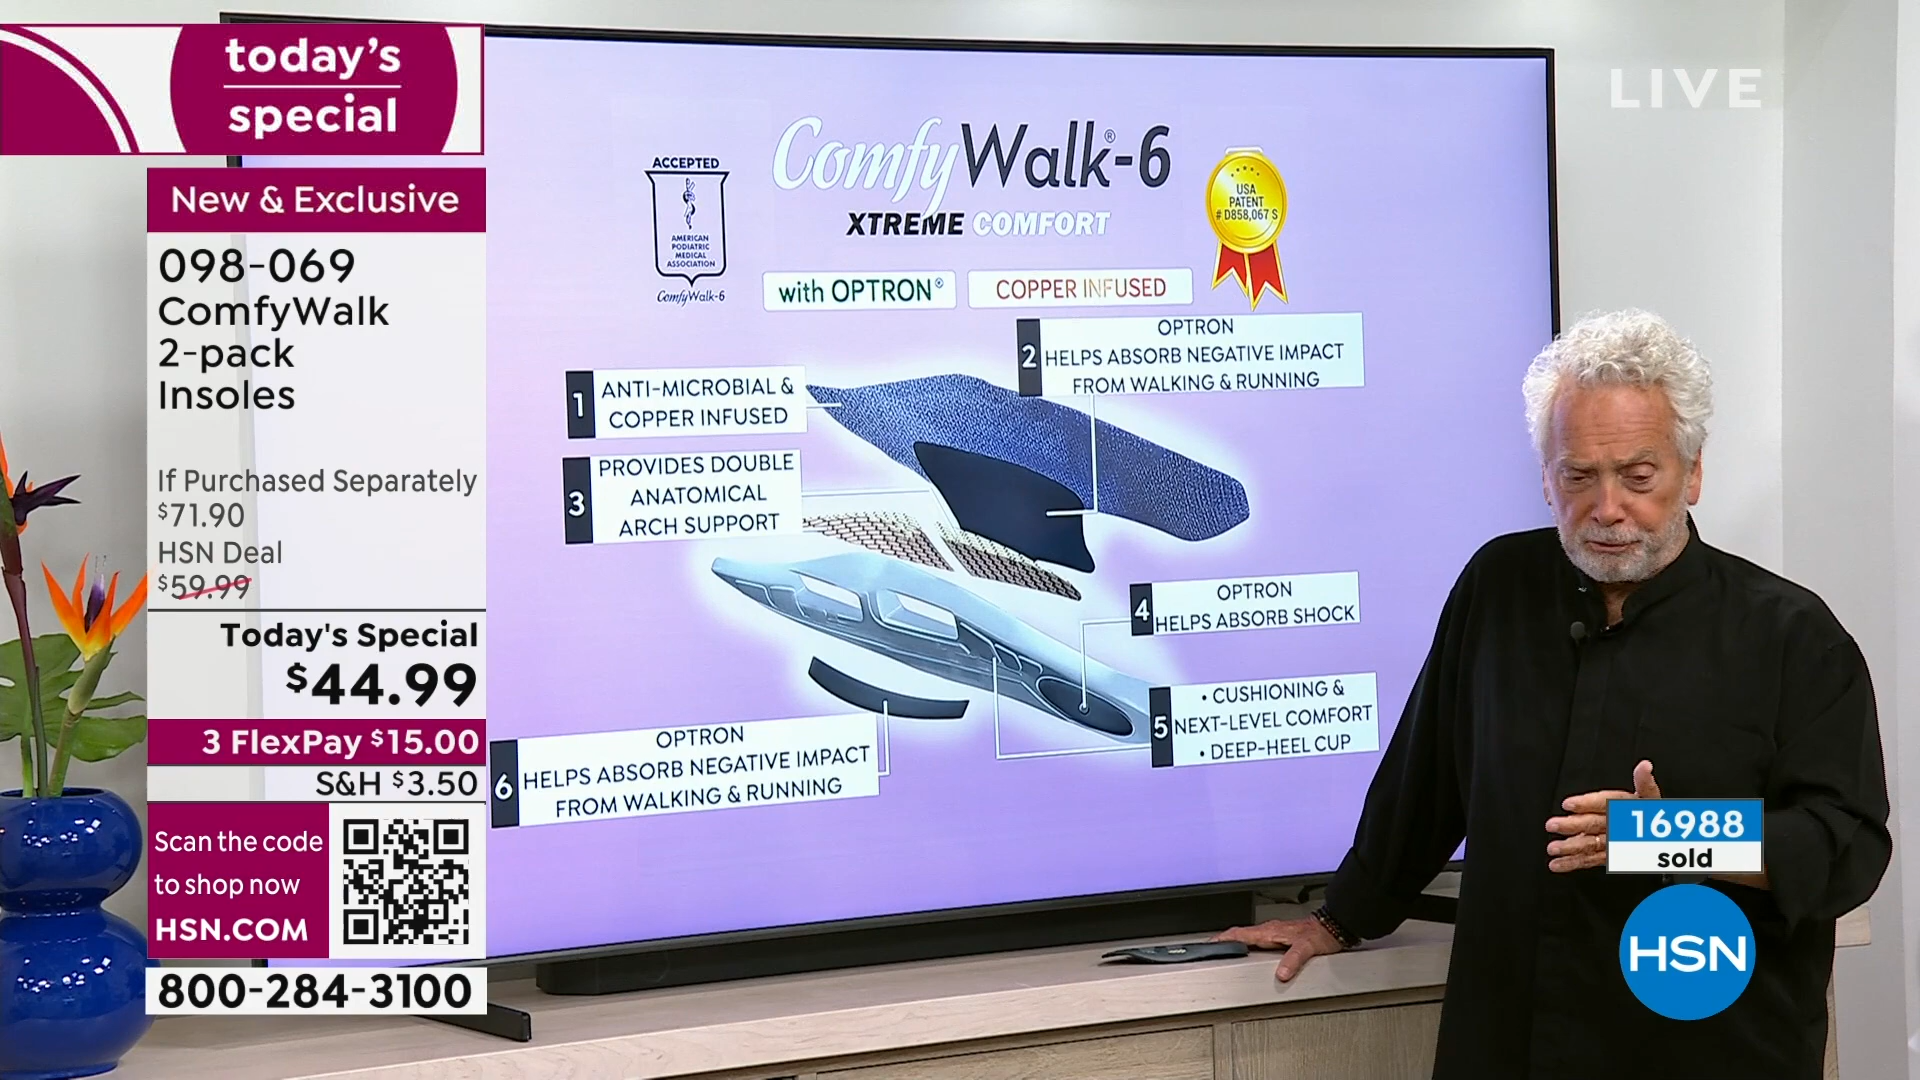 today's
special
New & Exclusive
098-069
ComfyWalk
2-pack
Insoles
If Purchased Separately
$71.90
HSN Deal
$59.99
Today's Special
$44.99
3 FlexPay $15.00
S&H $3.50
Scan the code
to shop now
HSN.COM
800-284-3100
LIVE
ComfyWalk®-6
XTREME COMFORT
ACCEPTED
AMERICAN
PODIATRIC
MEDICAL
ASSOCIATION
ComfyWalk-6
USA
PATENT
# D858,067 S
with OPTRON®
COPPER INFUSED
1
ANTI-MICROBIAL &
COPPER INFUSED
2
OPTRON
HELPS ABSORB NEGATIVE IMPACT
FROM WALKING & RUNNING
3
PROVIDES DOUBLE
ANATOMICAL
ARCH SUPPORT
4
OPTRON
HELPS ABSORB SHOCK
5
• CUSHIONING &
NEXT-LEVEL COMFORT
• DEEP-HEEL CUP
6
OPTRON
HELPS ABSORB NEGATIVE IMPACT
FROM WALKING & RUNNING
16988
sold
HSN